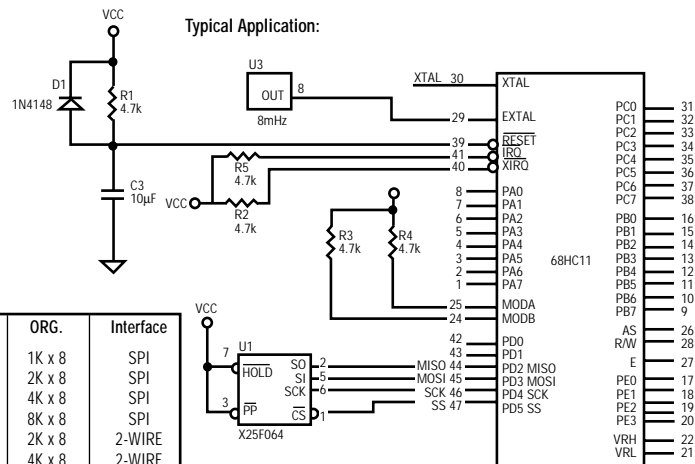 Typical Application:
VCC
D1
1N4148
R1
4.7k
C3
10µF
U3
OUT 8
8mHz
R5
4.7k
VCC
R2
4.7k
R3
4.7k
R4
4.7k
XTAL 30 XTAL
29 EXTAL
39 RESET
41 IRQ
40 XIRQ
8 PA0
7 PA1
6 PA2
5 PA3
4 PA4
3 PA5
2 PA6
1 PA7
25 MODA
24 MODB
42 PD0
43 PD1
MISO 44 PD2 MISO
MOSI 45 PD3 MOSI
SCK 46 PD4 SCK
SS 47 PD5 SS
68HC11
PC0 31
PC1 32
PC2 33
PC3 34
PC4 35
PC5 36
PC6 37
PC7 38
PB0 16
PB1 15
PB2 14
PB3 13
PB4 12
PB5 11
PB6 10
PB7 9
AS 26
R/W 28
E 27
PE0 17
PE1 18
PE2 19
PE3 20
VRH 22
VRL 21
VCC
U1
7 HOLD
3 PP
SO 2
SI 5
SCK 6
CS 1
X25F064
ORG. Interface
1K x 8 SPI
2K x 8 SPI
4K x 8 SPI
8K x 8 SPI
2K x 8 2-WIRE
4K x 8 2-WIRE